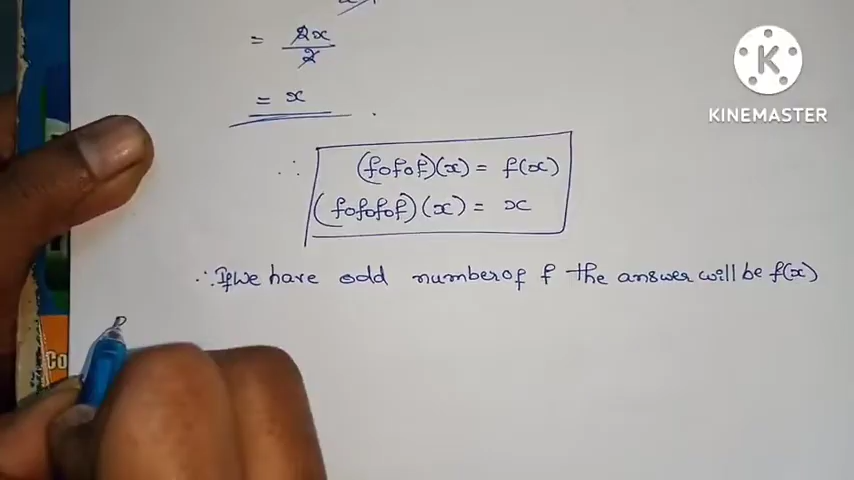 = 2x/2
= x
∴ (fofof)(x) = f(x)
(fofofof)(x) = x
∴ If we have odd number of f the answer will be f(x)
K
KINEMASTER